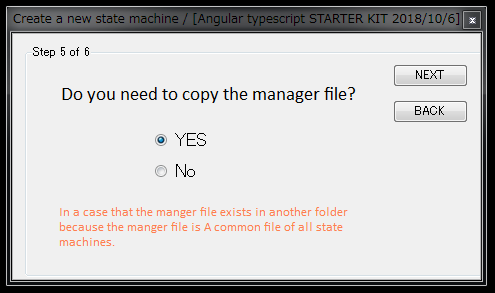 Create a new state machine / [Angular typescript STARTER KIT 2018/10/6]
x
Step 5 of 6
NEXT
Do you need to copy the manager file?
BACK
YES
No
In a case that the manger file exists in another folder
because the manger file is A common file of all state
machines.